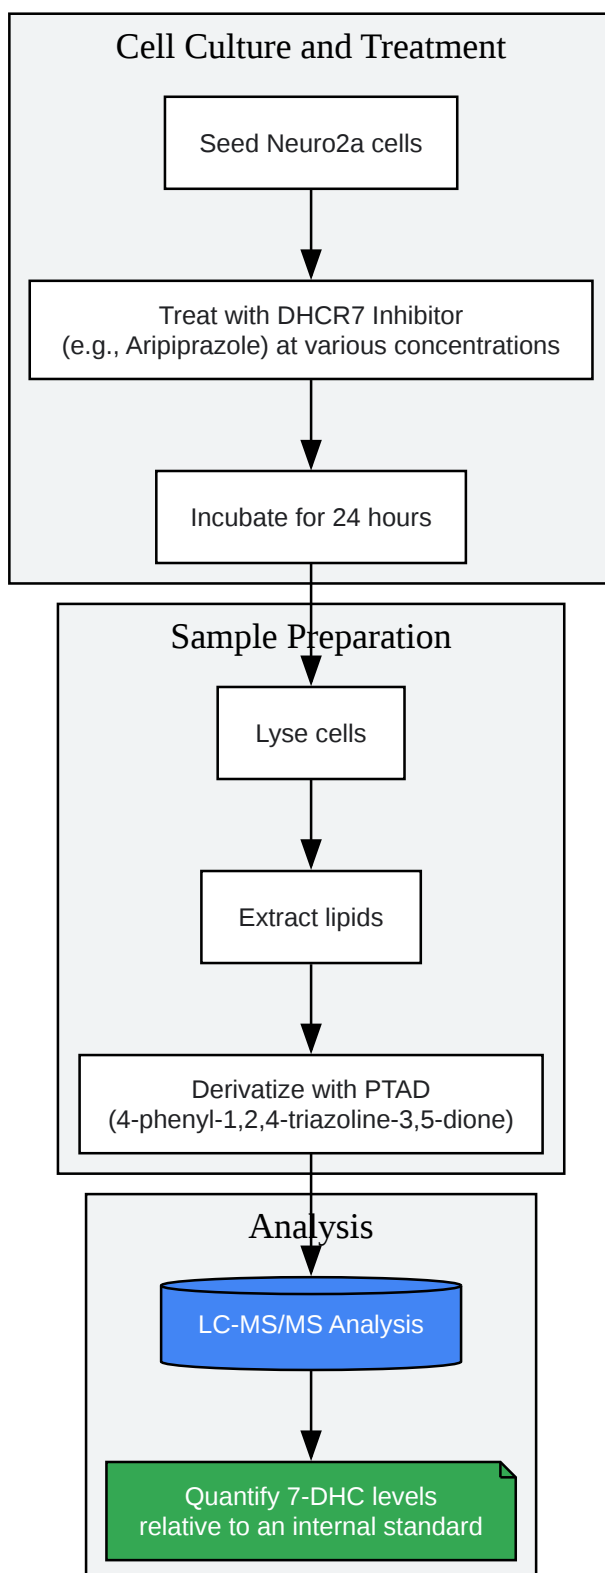 Cell Culture and Treatment
Seed Neuro2a cells
Treat with DHCR7 Inhibitor
(e.g., Aripiprazole) at various concentrations
Incubate for 24 hours
Sample Preparation
Lyse cells
Extract lipids
Derivatize with PTAD
(4-phenyl-1,2,4-triazoline-3,5-dione)
Analysis
LC-MS/MS Analysis
Quantify 7-DHC levels
relative to an internal standard